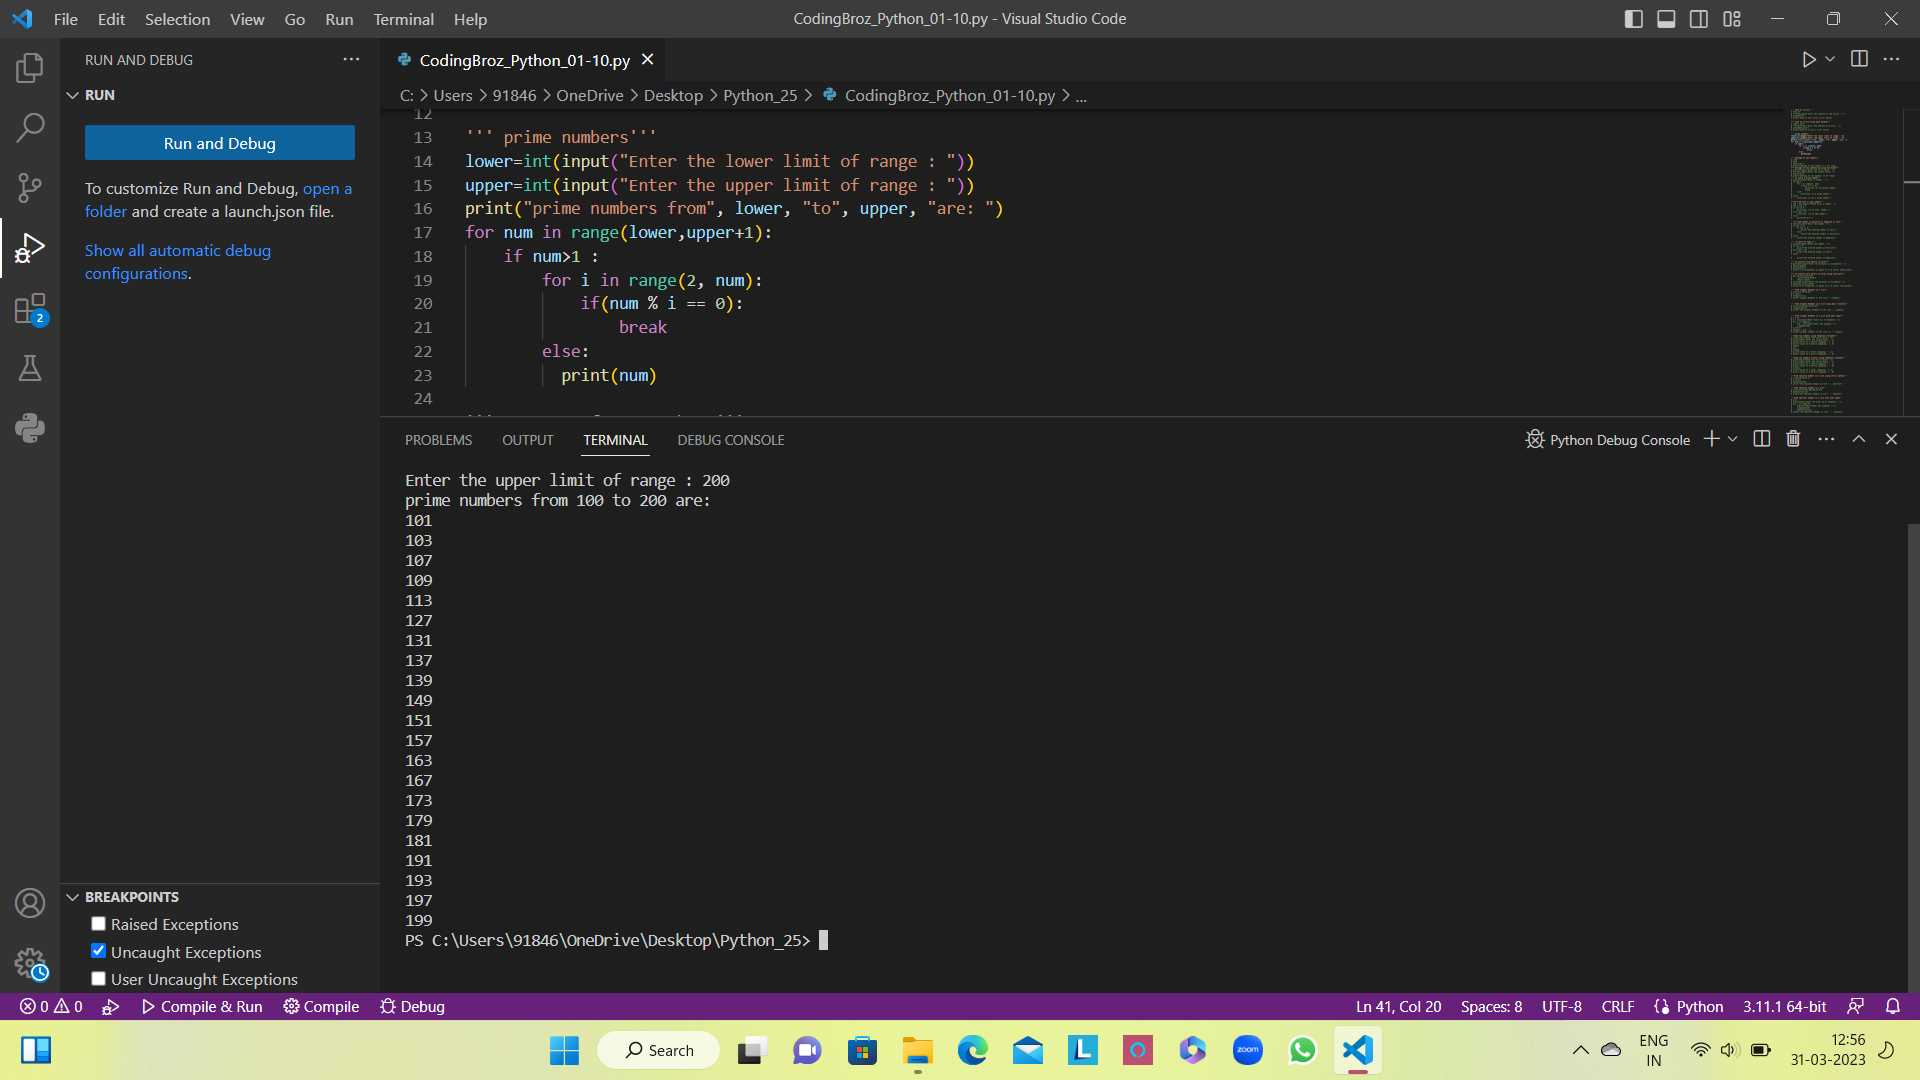 File Edit Selection View Go Run Terminal Help
CodingBroz_Python_01-10.py - Visual Studio Code
RUN AND DEBUG
RUN
Run and Debug
To customize Run and Debug, open a
folder and create a launch.json file.
Show all automatic debug
configurations.
2
BREAKPOINTS
Raised Exceptions
Uncaught Exceptions
User Uncaught Exceptions
CodingBroz_Python_01-10.py
C: > Users > 91846 > OneDrive > Desktop > Python_25 > CodingBroz_Python_01-10.py > ...
12
13 ''' prime numbers'''
14 lower=int(input("Enter the lower limit of range : "))
15 upper=int(input("Enter the upper limit of range : "))
16 print("prime numbers from", lower, "to", upper, "are: ")
17 for num in range(lower,upper+1):
18 if num>1 :
19 for i in range(2, num):
20 if(num % i == 0):
21 break
22 else:
23 print(num)
24
PROBLEMS OUTPUT TERMINAL DEBUG CONSOLE
Python Debug Console
Enter the upper limit of range : 200
prime numbers from 100 to 200 are:
101
103
107
109
113
127
131
137
139
149
151
157
163
167
173
179
181
191
193
197
199
PS C:\Users\91846\OneDrive\Desktop\Python_25>
0 0 Compile & Run Compile Debug
Ln 41, Col 20 Spaces: 8 UTF-8 CRLF Python 3.11.1 64-bit
Search
L
zoom
ENG
IN
12:56
31-03-2023